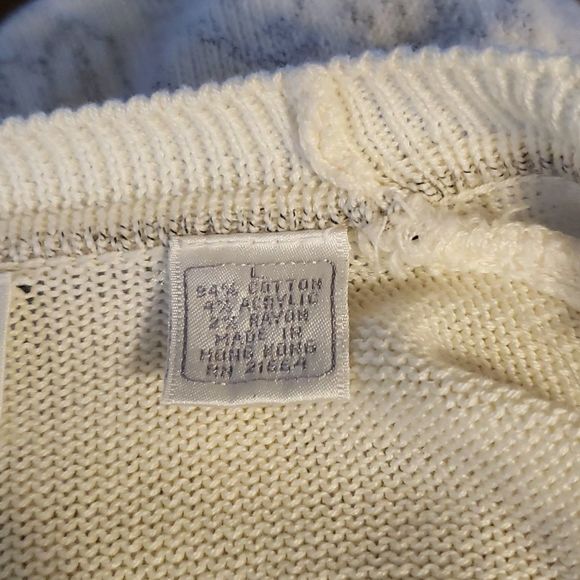 L
94% COTTON
4% ACRYLIC
2% RAYON
MADE IN
HONG KONG
RN 21664